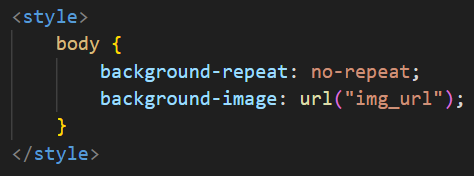 <style>
body {
background-repeat: no-repeat;
background-image: url("img_url");
}
</style>